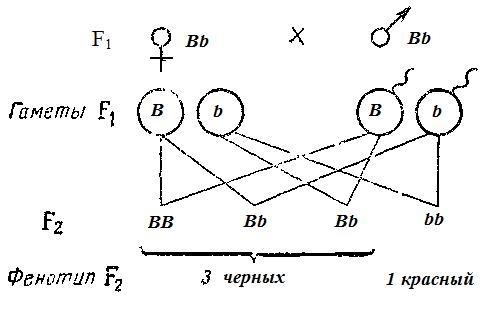 F1 ♀ Bb X ♂ Bb
Гаметы F1 B b B b
F2 BB Bb Bb bb
Фенотип F2 3 черных 1 красный